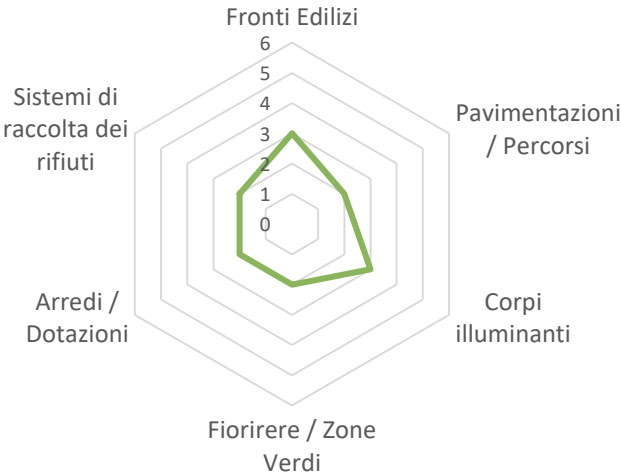 Fronti Edilizi
6
5
4
3
2
1
0
Pavimentazioni
/ Percorsi
Corpi
illuminanti
Fiorirere / Zone
Verdi
Arredi /
Dotazioni
Sistemi di
raccolta dei
rifiuti